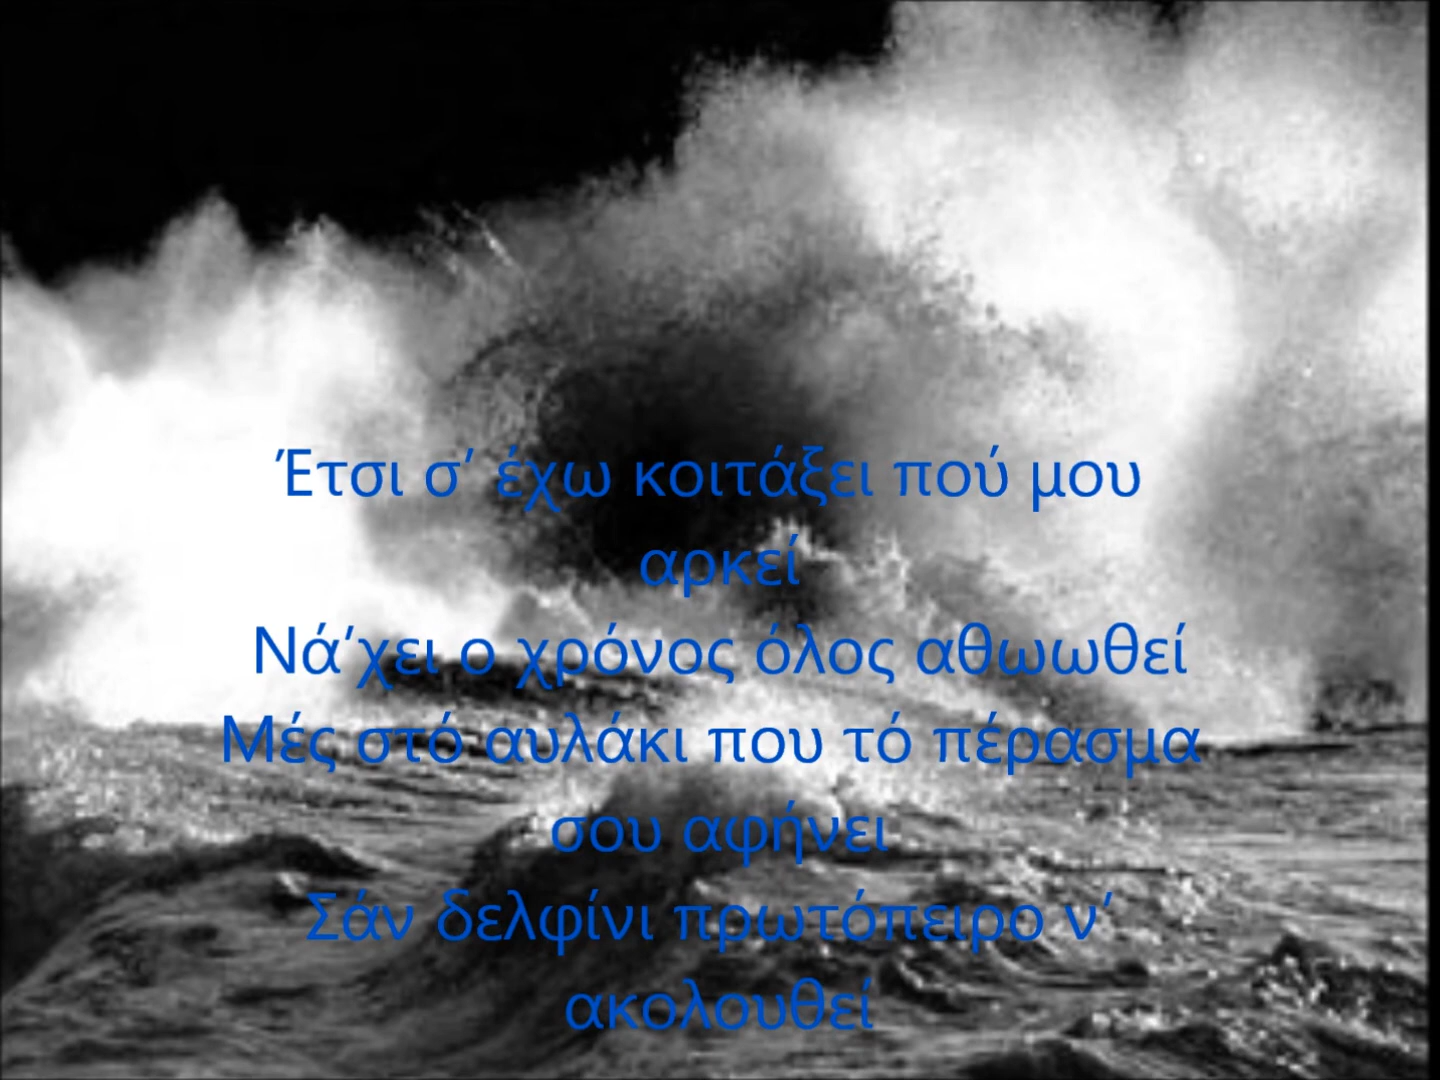 Έτσι σ’ έχω κοιτάξει πού μου
αρκεί
Νά’χει ο χρόνος όλος αθωωθεί
Μές στό αυλάκι που τό πέρασμα
σου αφήνει
Σάν δελφίνι πρωτόπειρο ν’
ακολουθεί